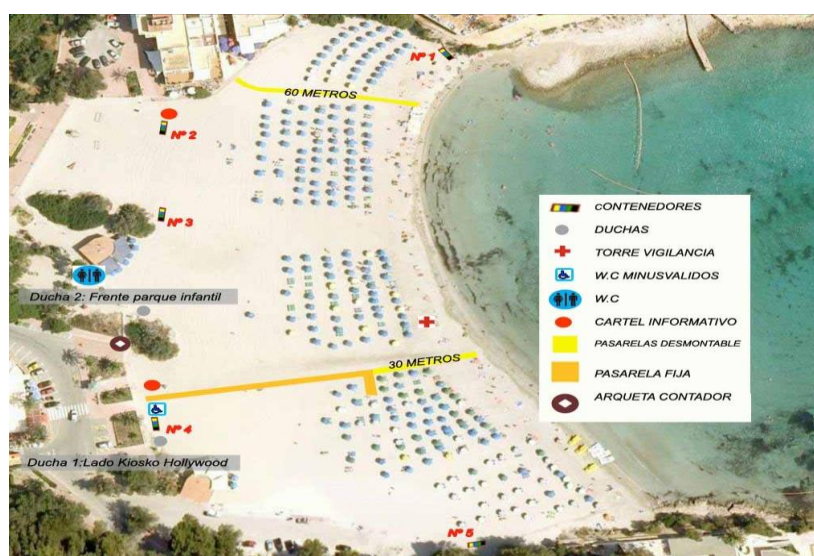 Nº 1
60 METROS
Nº 2
Nº 3
Ducha 2: Frente parque infantil
30 METROS
Nº 4
Ducha 1:Lado Kiosko Hollywood
Nº 5
CONTENEDORES
DUCHAS
TORRE VIGILANCIA
W.C MINUSVALIDOS
W.C
CARTEL INFORMATIVO
PASARELAS DESMONTABLE
PASARELA FIJA
ARQUETA CONTADOR